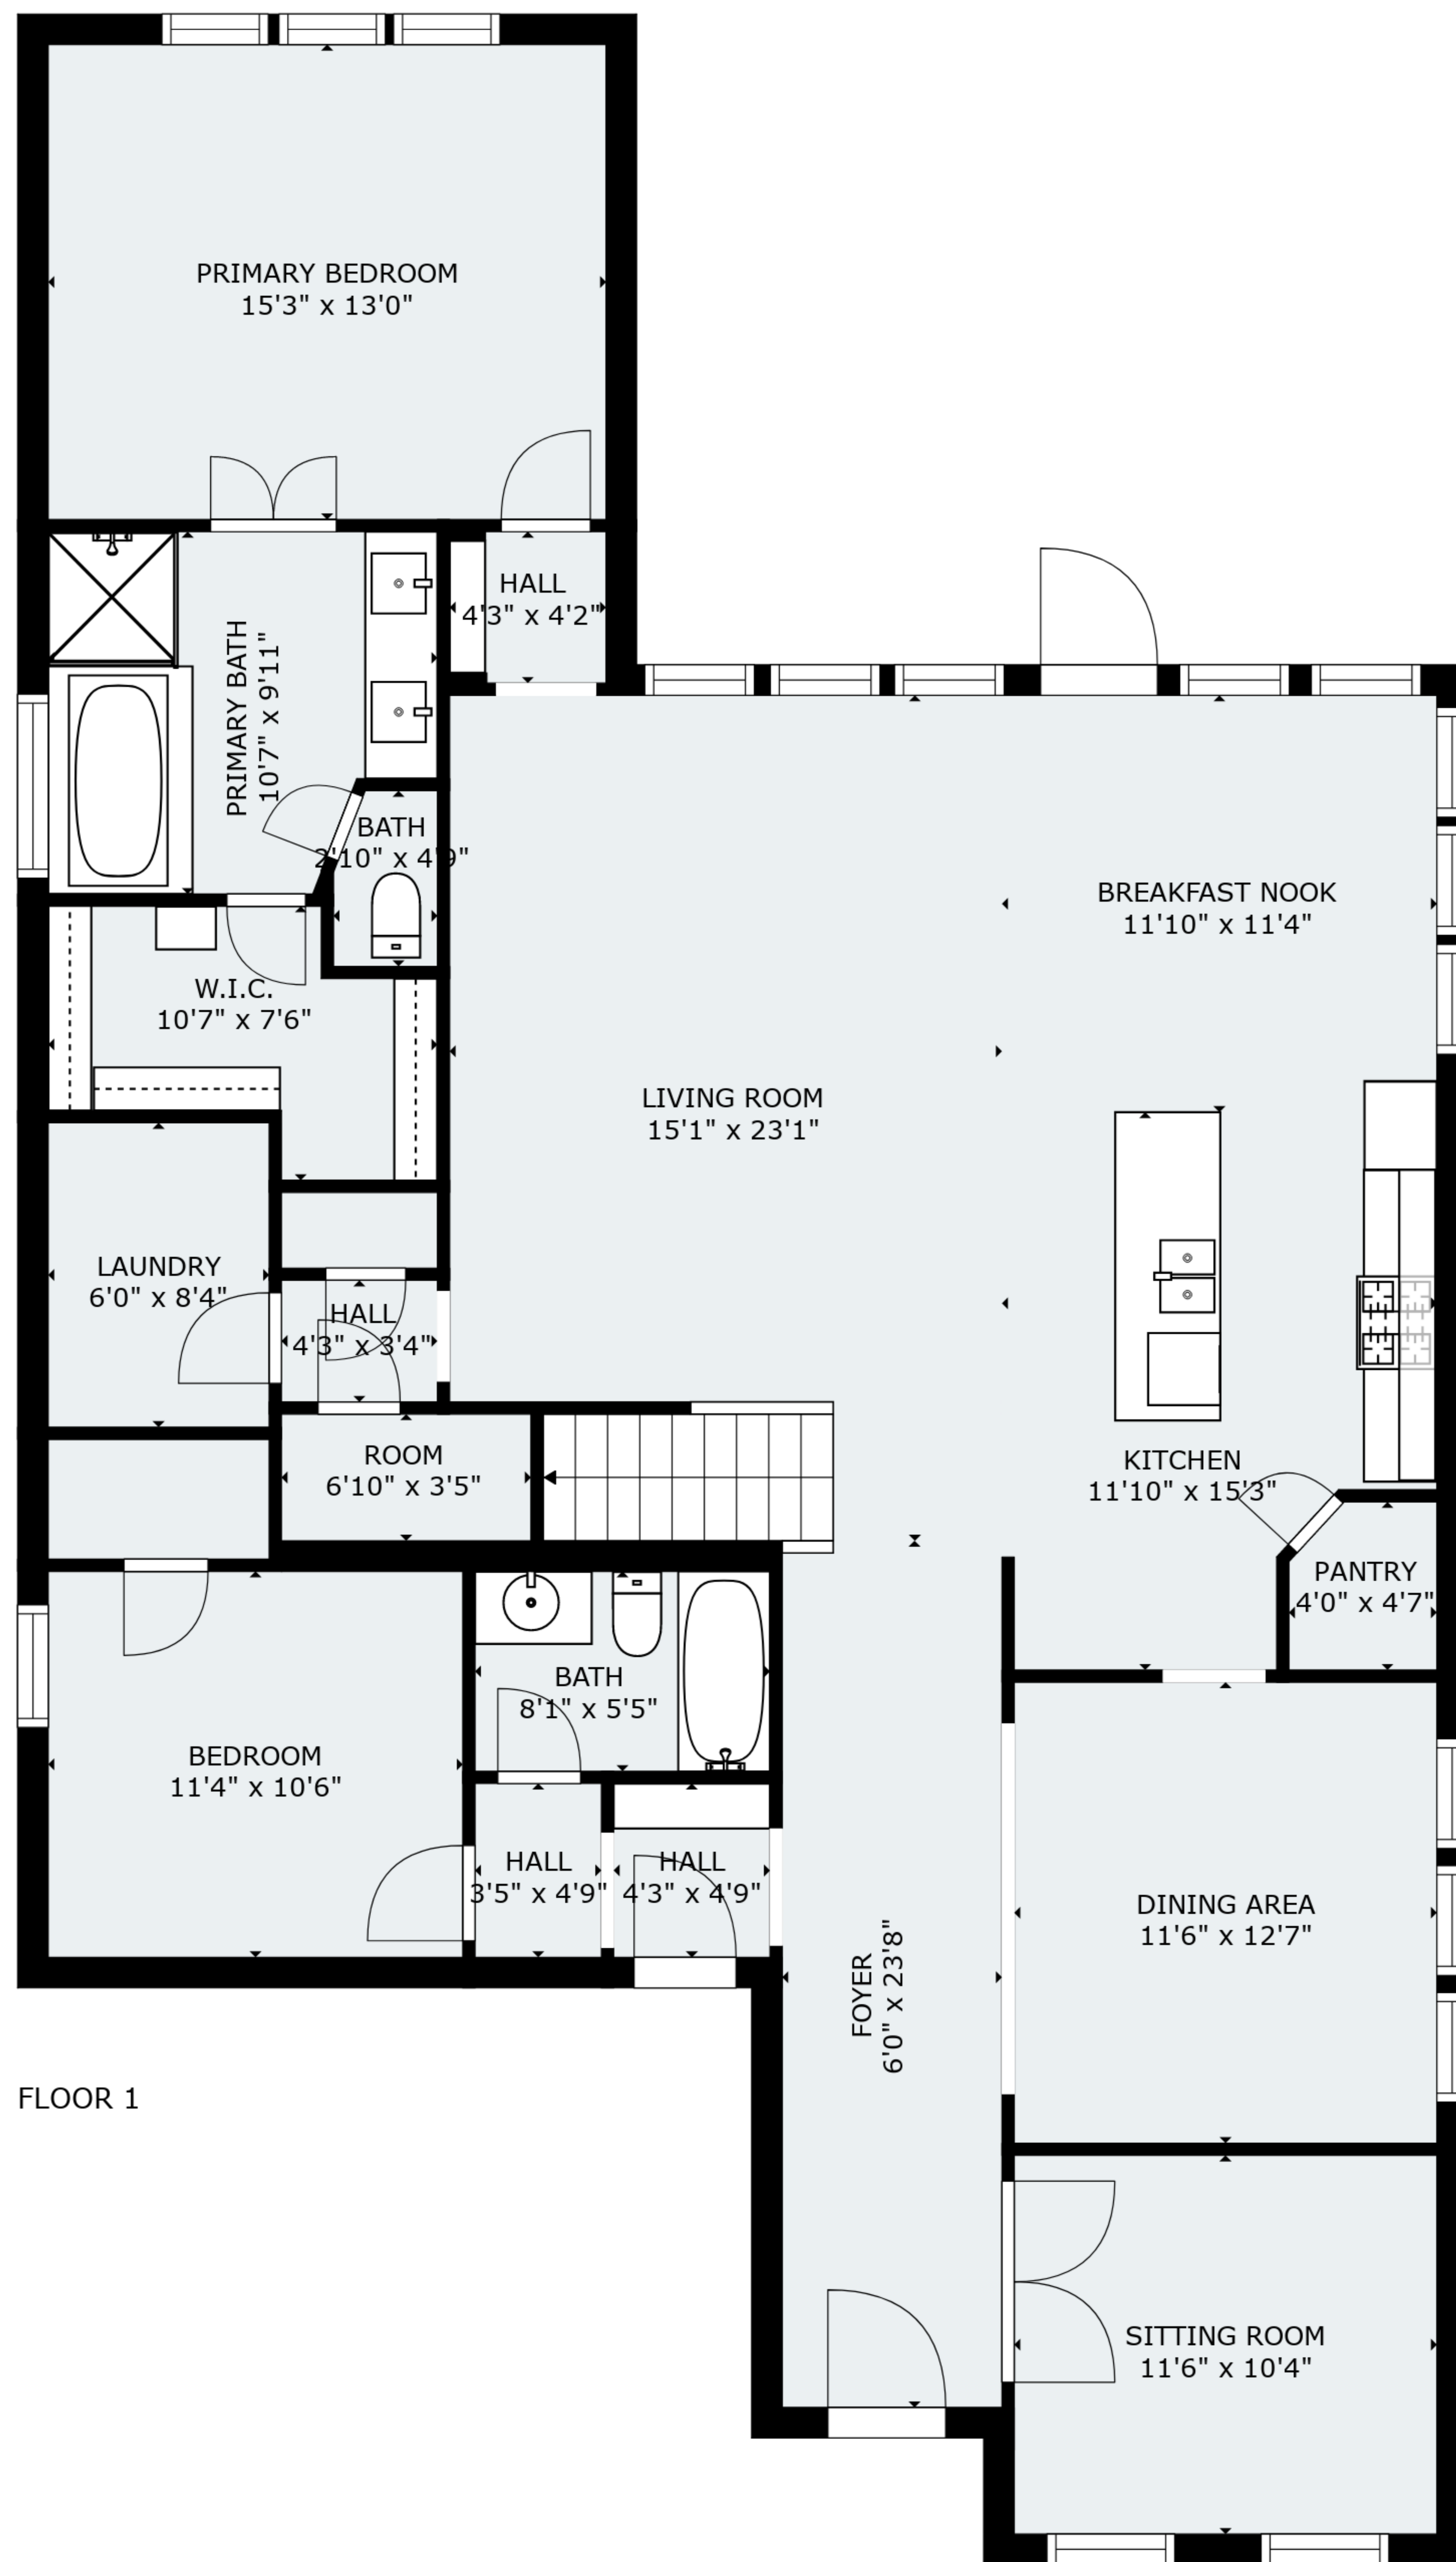 PRIMARY BEDROOM
15'3" x 13'0"
HALL
4'3" x 4'2"
PRIMARY BATH
10'7" x 9'11"
BATH
2'10" x 4'9"
BREAKFAST NOOK
11'10" x 11'4"
W.I.C.
10'7" x 7'6"
LIVING ROOM
15'1" x 23'1"
LAUNDRY
6'0" x 8'4"
HALL
4'3" x 3'4"
ROOM
6'10" x 3'5"
KITCHEN
11'10" x 15'3"
PANTRY
4'0" x 4'7"
BATH
8'1" x 5'5"
BEDROOM
11'4" x 10'6"
HALL
3'5" x 4'9"
HALL
4'3" x 4'9"
DINING AREA
11'6" x 12'7"
FOYER
6'0" x 23'8"
FLOOR 1
SITTING ROOM
11'6" x 10'4"